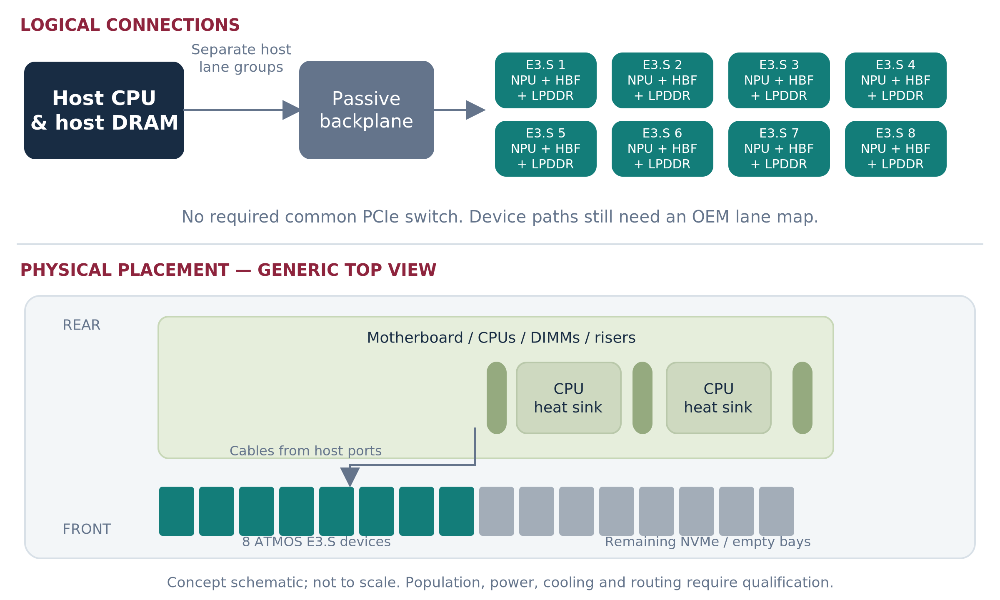 LOGICAL CONNECTIONS
Separate host
lane groups
Host CPU
& host DRAM
Passive
backplane
E3.S 1
NPU + HBF
+ LPDDR
E3.S 2
NPU + HBF
+ LPDDR
E3.S 3
NPU + HBF
+ LPDDR
E3.S 4
NPU + HBF
+ LPDDR
E3.S 5
NPU + HBF
+ LPDDR
E3.S 6
NPU + HBF
+ LPDDR
E3.S 7
NPU + HBF
+ LPDDR
E3.S 8
NPU + HBF
+ LPDDR
No required common PCIe switch. Device paths still need an OEM lane map.
PHYSICAL PLACEMENT — GENERIC TOP VIEW
REAR
Motherboard / CPUs / DIMMs / risers
CPU
heat sink
CPU
heat sink
Cables from host ports
FRONT
8 ATMOS E3.S devices
Remaining NVMe / empty bays
Concept schematic; not to scale. Population, power, cooling and routing require qualification.